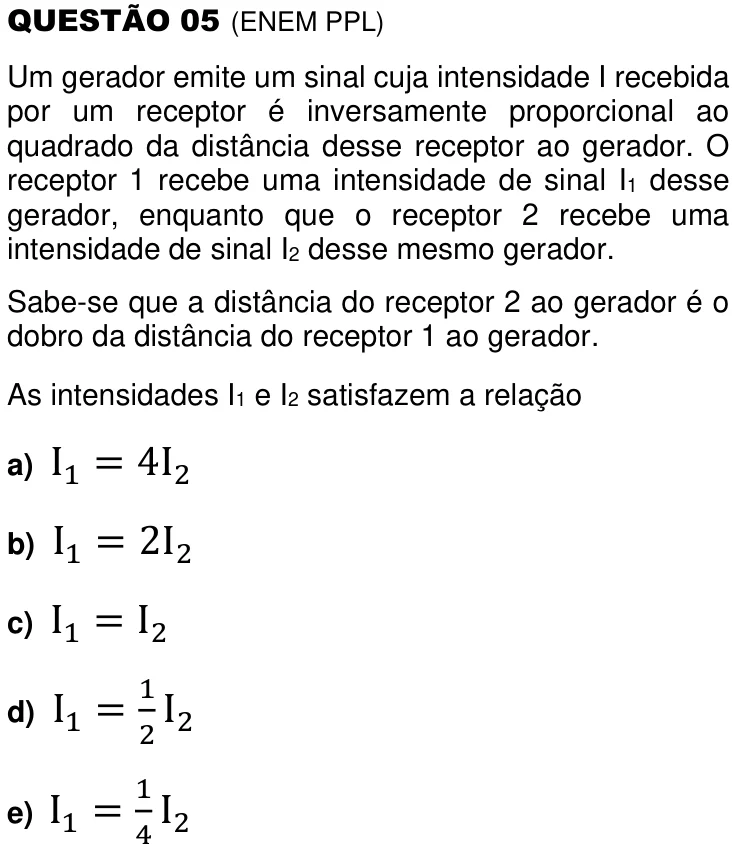 QUESTÃO 05 (ENEM PPL)
Um gerador emite um sinal cuja intensidade I recebida
por um receptor é inversamente proporcional ao
quadrado da distância desse receptor ao gerador. O
receptor 1 recebe uma intensidade de sinal I₁ desse
gerador, enquanto que o receptor 2 recebe uma
intensidade de sinal I₂ desse mesmo gerador.
Sabe-se que a distância do receptor 2 ao gerador é o
dobro da distância do receptor 1 ao gerador.
As intensidades I₁ e I₂ satisfazem a relação
a) I₁ = 4I₂
b) I₁ = 2I₂
c) I₁ = I₂
d) I₁ = 1/2 I₂
e) I₁ = 1/4 I₂